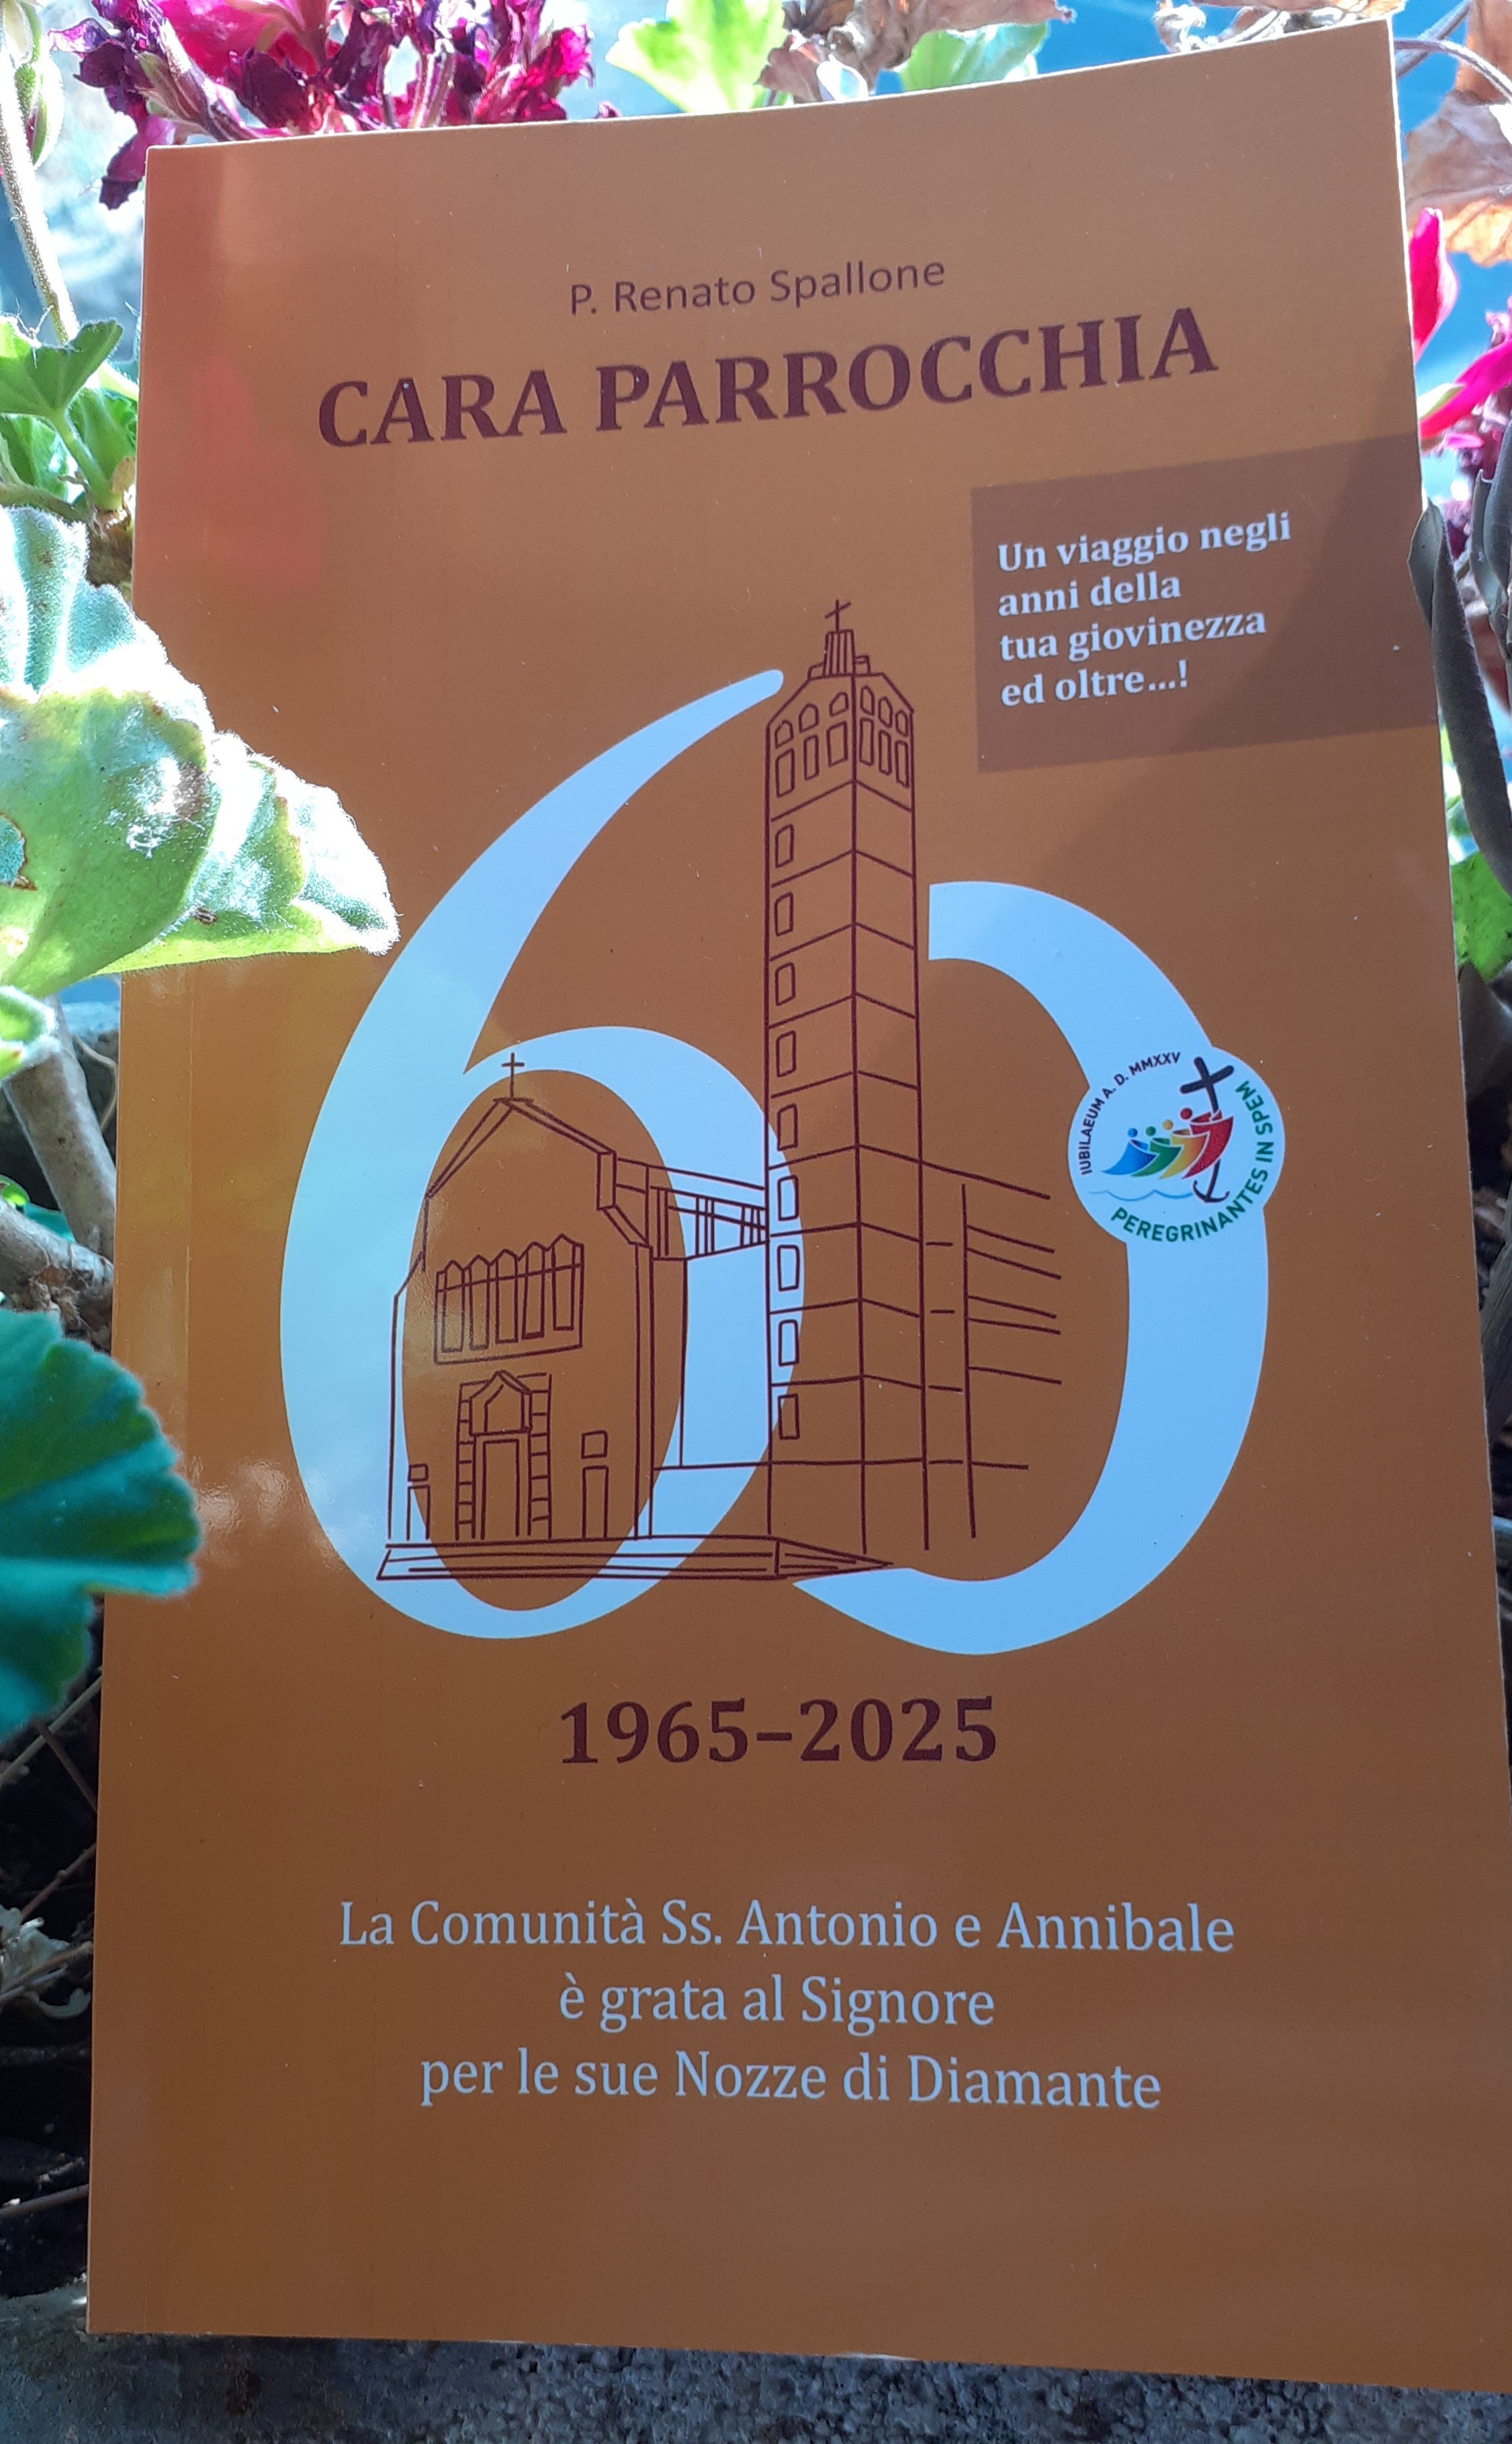 P. Renato Spallone
CARA PARROCCHIA
Un viaggio negli
anni della
tua giovinezza
ed oltre...!
60
IUBILAEUM A. D. MMXXV
PEREGRINANTES IN SPEM
1965–2025
La Comunità Ss. Antonio e Annibale
è grata al Signore
per le sue Nozze di Diamante